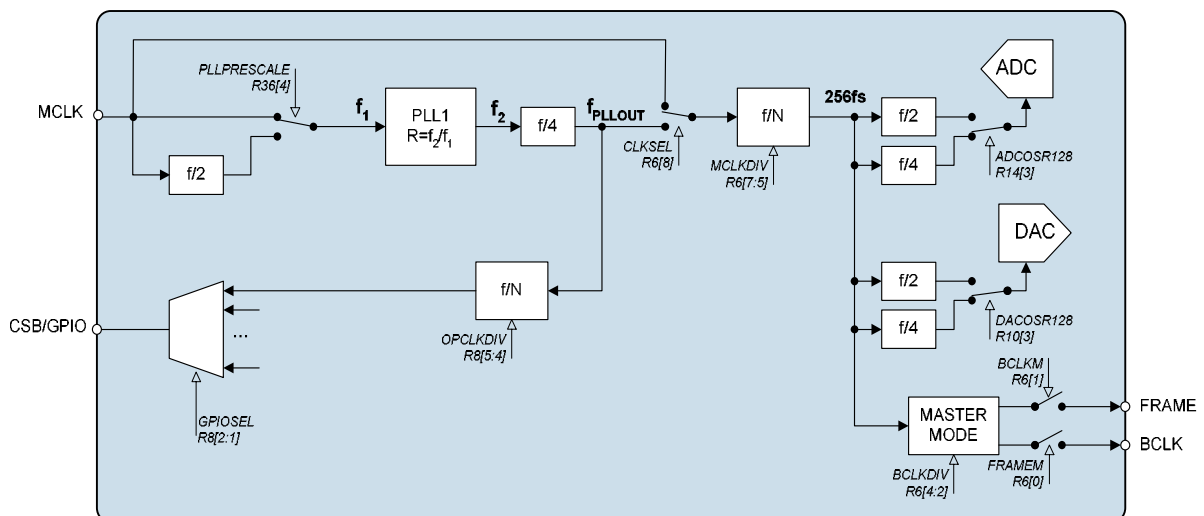 PLLPRESCALE
R36[4]
MCLK
f1
PLL1
R=f2/f1
f2
f/4
fPLLOUT
f/2
CLKSEL
R6[8]
f/N
MCLKDIV
R6[7:5]
256fs
f/2
f/4
ADC
ADCOSR128
R14[3]
DAC
f/2
f/4
DACOSR128
R10[3]
f/N
OPCLKDIV
R8[5:4]
CSB/GPIO
...
GPIOSEL
R8[2:1]
BCLKM
R6[1]
MASTER
MODE
FRAME
BCLK
BCLKDIV
R6[4:2]
FRAMEM
R6[0]